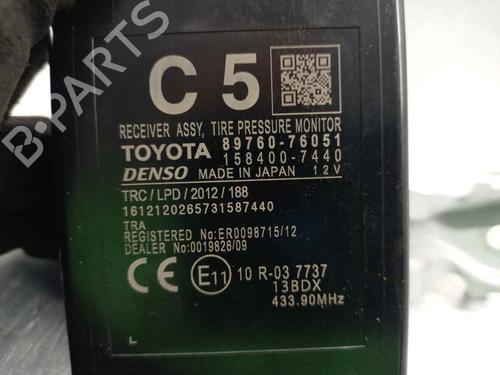 C 5
RECEIVER ASSY, TIRE PRESSURE MONITOR
TOYOTA 89760-76051
DENSO 158400-7440
MADE IN JAPAN 12V
TRC/LPD/2012/188
1612120265731587440
TRA
REGISTERED No:ER0098715/12
DEALER No:0019826/09
CE E11 10 R-03 7737
13BDX
433.90MHz
L
B-PARTS